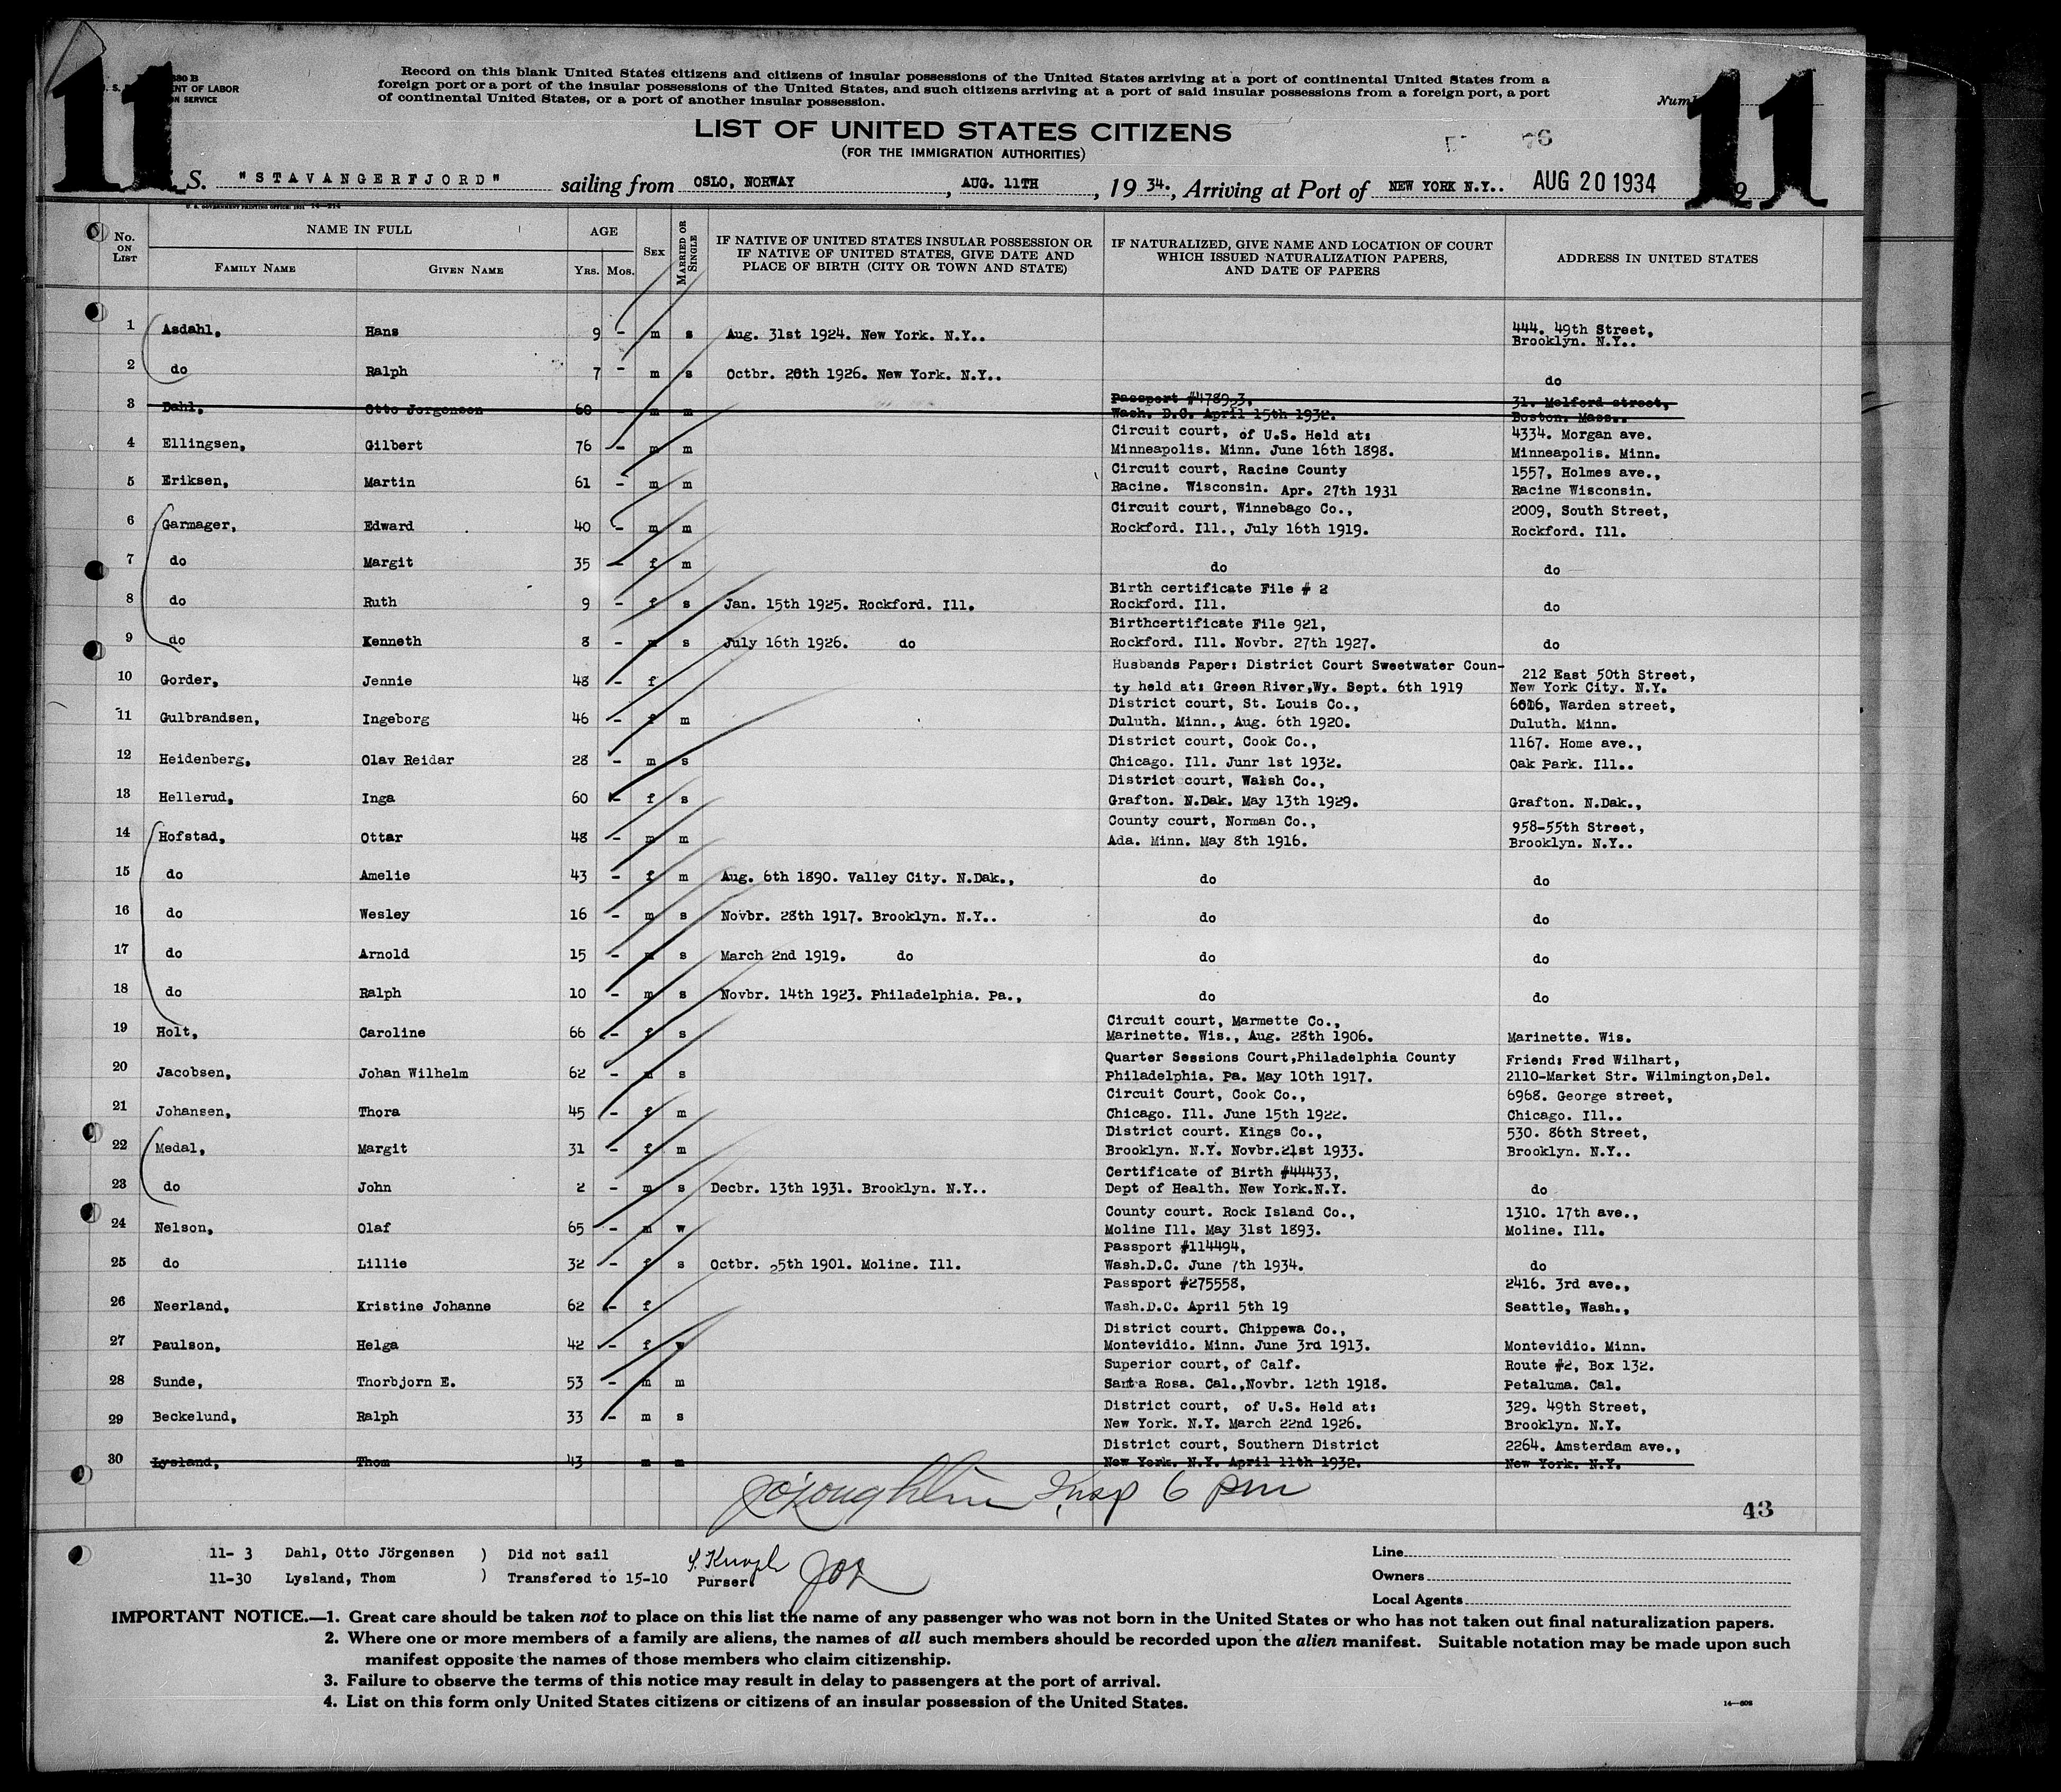 11
11
380 B
ENT OF LABOR
ON SERVICE
Record on this blank United States citizens and citizens of insular possessions of the United States arriving at a port of continental United States from a
foreign port or a port of the insular possessions of the United States, and such citizens arriving at a port of said insular possessions from a foreign port, a port
of continental United States, or a port of another insular possession.
LIST OF UNITED STATES CITIZENS
(FOR THE IMMIGRATION AUTHORITIES)
S. "STAVANGERFJORD" sailing from OSLO, NORWAY, AUG. 11TH, 19 34., Arriving at Port of NEW YORK N.Y.. AUG 20 1934
No. ON LIST NAME IN FULL AGE SEX MARRIED OR SINGLE IF NATIVE OF UNITED STATES INSULAR POSSESSION OR IF NATIVE OF UNITED STATES, GIVE DATE AND PLACE OF BIRTH (CITY OR TOWN AND STATE) IF NATURALIZED, GIVE NAME AND LOCATION OF COURT WHICH ISSUED NATURALIZATION PAPERS, AND DATE OF PAPERS ADDRESS IN UNITED STATES
FAMILY NAME GIVEN NAME YRS. MOS.
1 Asdahl, Hans 9 - m s Aug. 31st 1924. New York. N.Y.. 444. 49th Street, Brooklyn. N.Y..
2 do Ralph 7 - m s Octbr. 20th 1926. New York. N.Y.. do
3 Dahl, Otto Jorgenson 60 m m Passport #47893, Wash. D.C. April 15th 1932. 31. Melford street, Boston. Mass..
4 Ellingsen, Gilbert 76 - m m Circuit court, of U.S. Held at: Minneapolis. Minn. June 16th 1898. 4334. Morgan ave. Minneapolis. Minn.
5 Eriksen, Martin 61 - m m Circuit court, Racine County Racine. Wisconsin. Apr. 27th 1931 1557, Holmes ave., Racine Wisconsin.
6 Garmager, Edward 40 - m m Circuit court, Winnebago Co., Rockford. Ill., July 16th 1919. 2009, South Street, Rockford. Ill.
7 do Margit 35 - f m do do
8 do Ruth 9 - f s Jan. 15th 1925. Rockford. Ill. Birth certificate File # 2 Rockford. Ill. do
9 do Kenneth 8 - m s July 16th 1926. do Birthcertificate File 921, Rockford. Ill. Novbr. 27th 1927. do
10 Gorder, Jennie 48 - f Husbands Paper: District Court Sweetwater Coun- ty held at: Green River,Wy. Sept. 6th 1919 212 East 50th Street, New York City. N.Y.
11 Gulbrandsen, Ingeborg 46 - f m District court, St. Louis Co., Duluth. Minn., Aug. 6th 1920. 6016, Warden street, Duluth. Minn.
12 Heidenberg, Olav Reidar 28 - m s District court, Cook Co., Chicago. Ill. Junr 1st 1932. 1167. Home ave., Oak Park. Ill..
13 Hellerud, Inga 60 - f s District court, Walsh Co., Grafton. N.Dak. May 13th 1929. Grafton. N.Dak.,
14 Hofstad, Ottar 48 - m m County court, Norman Co., Ada. Minn. May 8th 1916. 958-55th Street, Brooklyn. N.Y..
15 do Amelie 43 - f m Aug. 6th 1890. Valley City. N.Dak., do do
16 do Wesley 16 - m s Novbr. 28th 1917. Brooklyn. N.Y.. do do
17 do Arnold 15 - m s March 2nd 1919. do do do
18 do Ralph 10 - m s Novbr. 14th 1923. Philadelphia. Pa., do do
19 Holt, Caroline 66 - f s Circuit court, Marmette Co., Marinette. Wis., Aug. 28th 1906. Marinette. Wis.
20 Jacobsen, Johan Wilhelm 62 - m s Quarter Sessions Court,Philadelphia County Philadelphia. Pa. May 10th 1917. Friend: Fred Wilhart, 2110-Market Str. Wilmington,Del.
21 Johansen, Thora 45 - f m Circuit Court, Cook Co., Chicago. Ill. June 15th 1922. 6968. George street, Chicago. Ill..
22 Medal, Margit 31 - f m District court. Kings Co., Brooklyn. N.Y. Novbr.21st 1933. 530. 86th Street, Brooklyn. N.Y..
23 do John 2 - m s Decbr. 13th 1931. Brooklyn. N.Y.. Certificate of Birth #44433, Dept of Health. New York.N.Y. do
24 Nelson, Olaf 65 - m w County court. Rock Island Co., Moline Ill. May 31st 1893. 1310. 17th ave., Moline. Ill.
25 do Lillie 32 - f s Octbr. 25th 1901. Moline. Ill. Passport #114494, Wash.D.C. June 7th 1934. do
26 Neerland, Kristine Johanne 62 - f Passport #275558, Wash.D.C. April 5th 19 2416. 3rd ave., Seattle, Wash.,
27 Paulson, Helga 42 - f w District court. Chippewa Co., Montevidio. Minn. June 3rd 1913. Montevidio. Minn.
28 Sunde, Thorbjorn E. 53 - m m Superior court, of Calf. Santa Rosa. Cal.,Novbr. 12th 1918. Route #2, Box 132. Petaluma. Cal.
29 Beckelund, Ralph 33 - m s District court, of U.S. Held at: New York. N.Y. March 22nd 1926. 329. 49th Street, Brooklyn. N.Y.
30 Lysland, Thom 43 m m District court, Southern District New York. N.Y. April 11th 1932. 2264. Amsterdam ave., New York. N.Y.
Insp 6 pm
43
11- 3 Dahl, Otto Jörgensen ) Did not sail
11-30 Lysland, Thom ) Transfered to 15-10 Purser.
Line
Owners
Local Agents
IMPORTANT NOTICE.—1. Great care should be taken not to place on this list the name of any passenger who was not born in the United States or who has not taken out final naturalization papers.
2. Where one or more members of a family are aliens, the names of all such members should be recorded upon the alien manifest. Suitable notation may be made upon such
manifest opposite the names of those members who claim citizenship.
3. Failure to observe the terms of this notice may result in delay to passengers at the port of arrival.
4. List on this form only United States citizens or citizens of an insular possession of the United States.
14—608